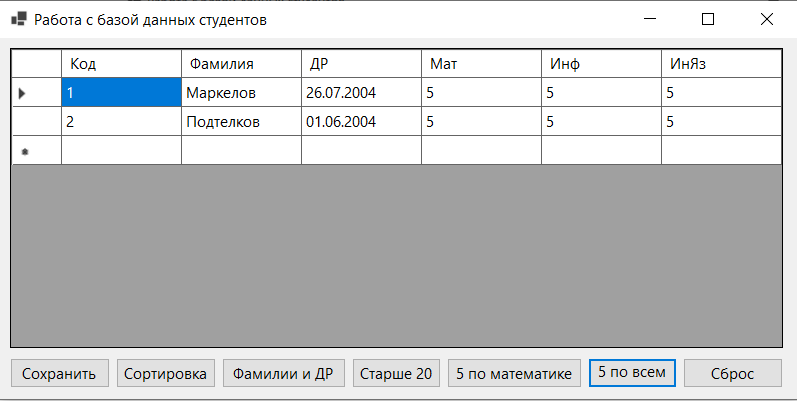 Работа с базой данных студентов
Код Фамилия ДР Мат Инф ИнЯз
1 Маркелов 26.07.2004 5 5 5
2 Подтелков 01.06.2004 5 5 5
Сохранить Сортировка Фамилии и ДР Старше 20 5 по математике 5 по всем Сброс